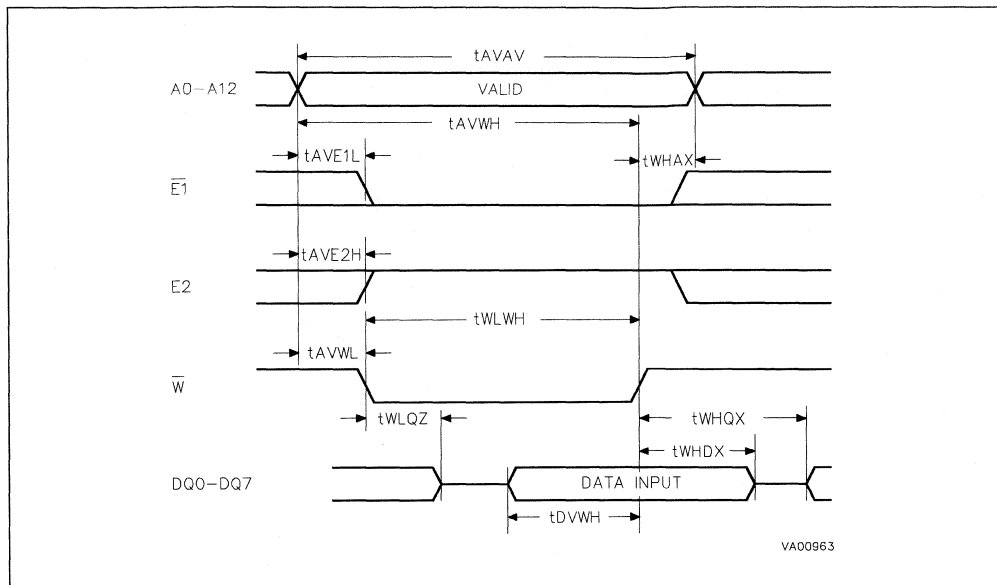 tAVAV
A0-A12
VALID
tAVWH
tAVE1L
tWHAX
E1
tAVE2H
E2
tWLWH
tAVWL
W
tWLQZ
tWHQX
tWHDX
DQ0-DQ7
DATA INPUT
tDVWH
VA00963